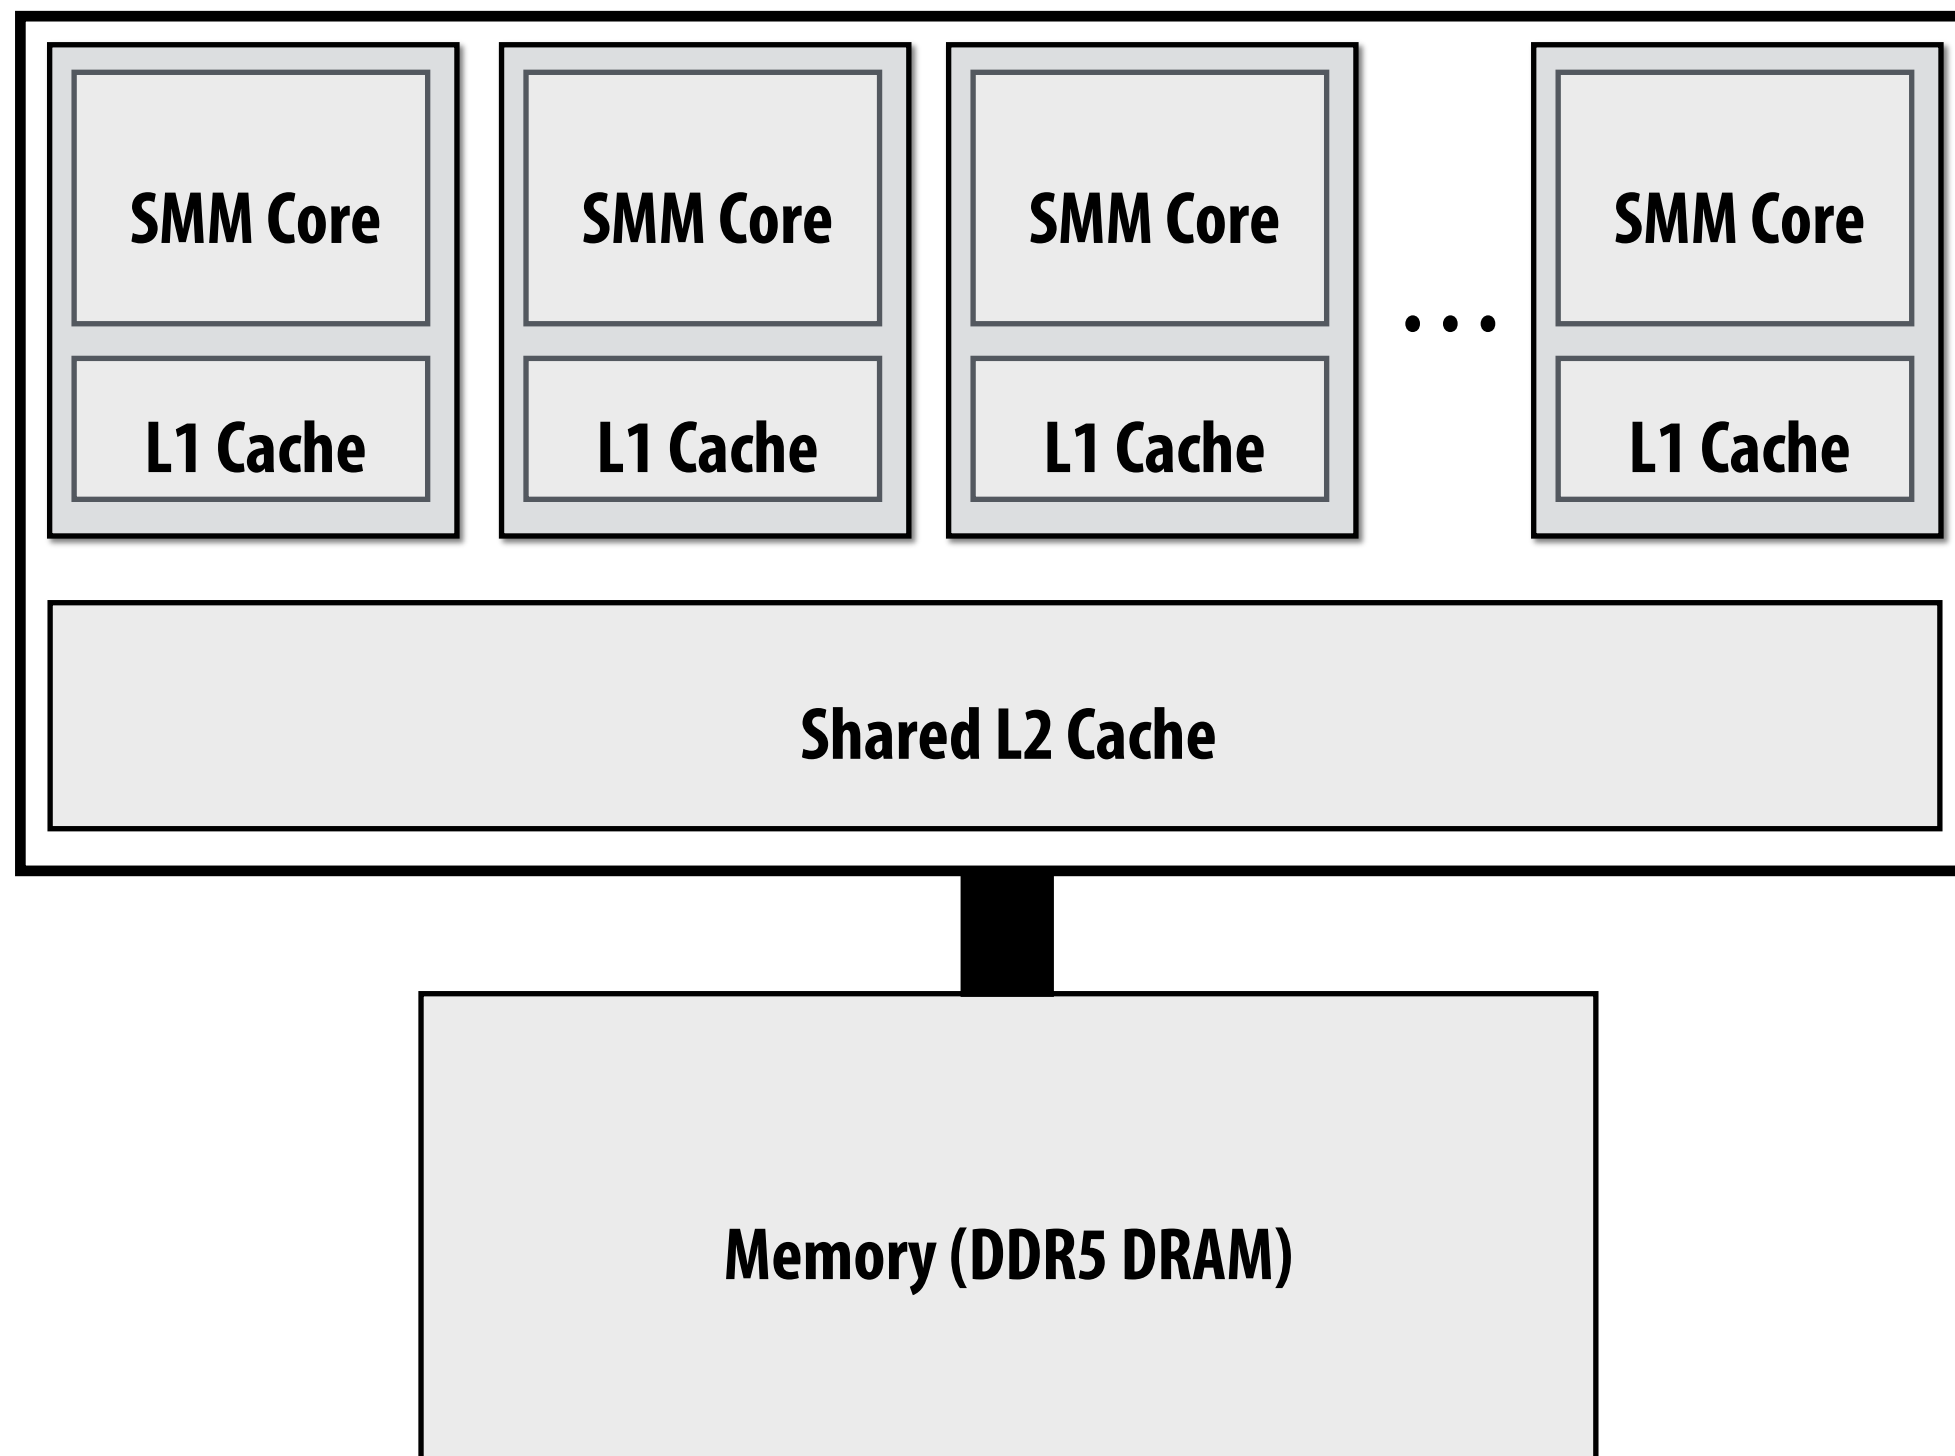 SMM Core SMM Core SMM Core ... SMM Core
L1 Cache L1 Cache L1 Cache L1 Cache
Shared L2 Cache
Memory (DDR5 DRAM)